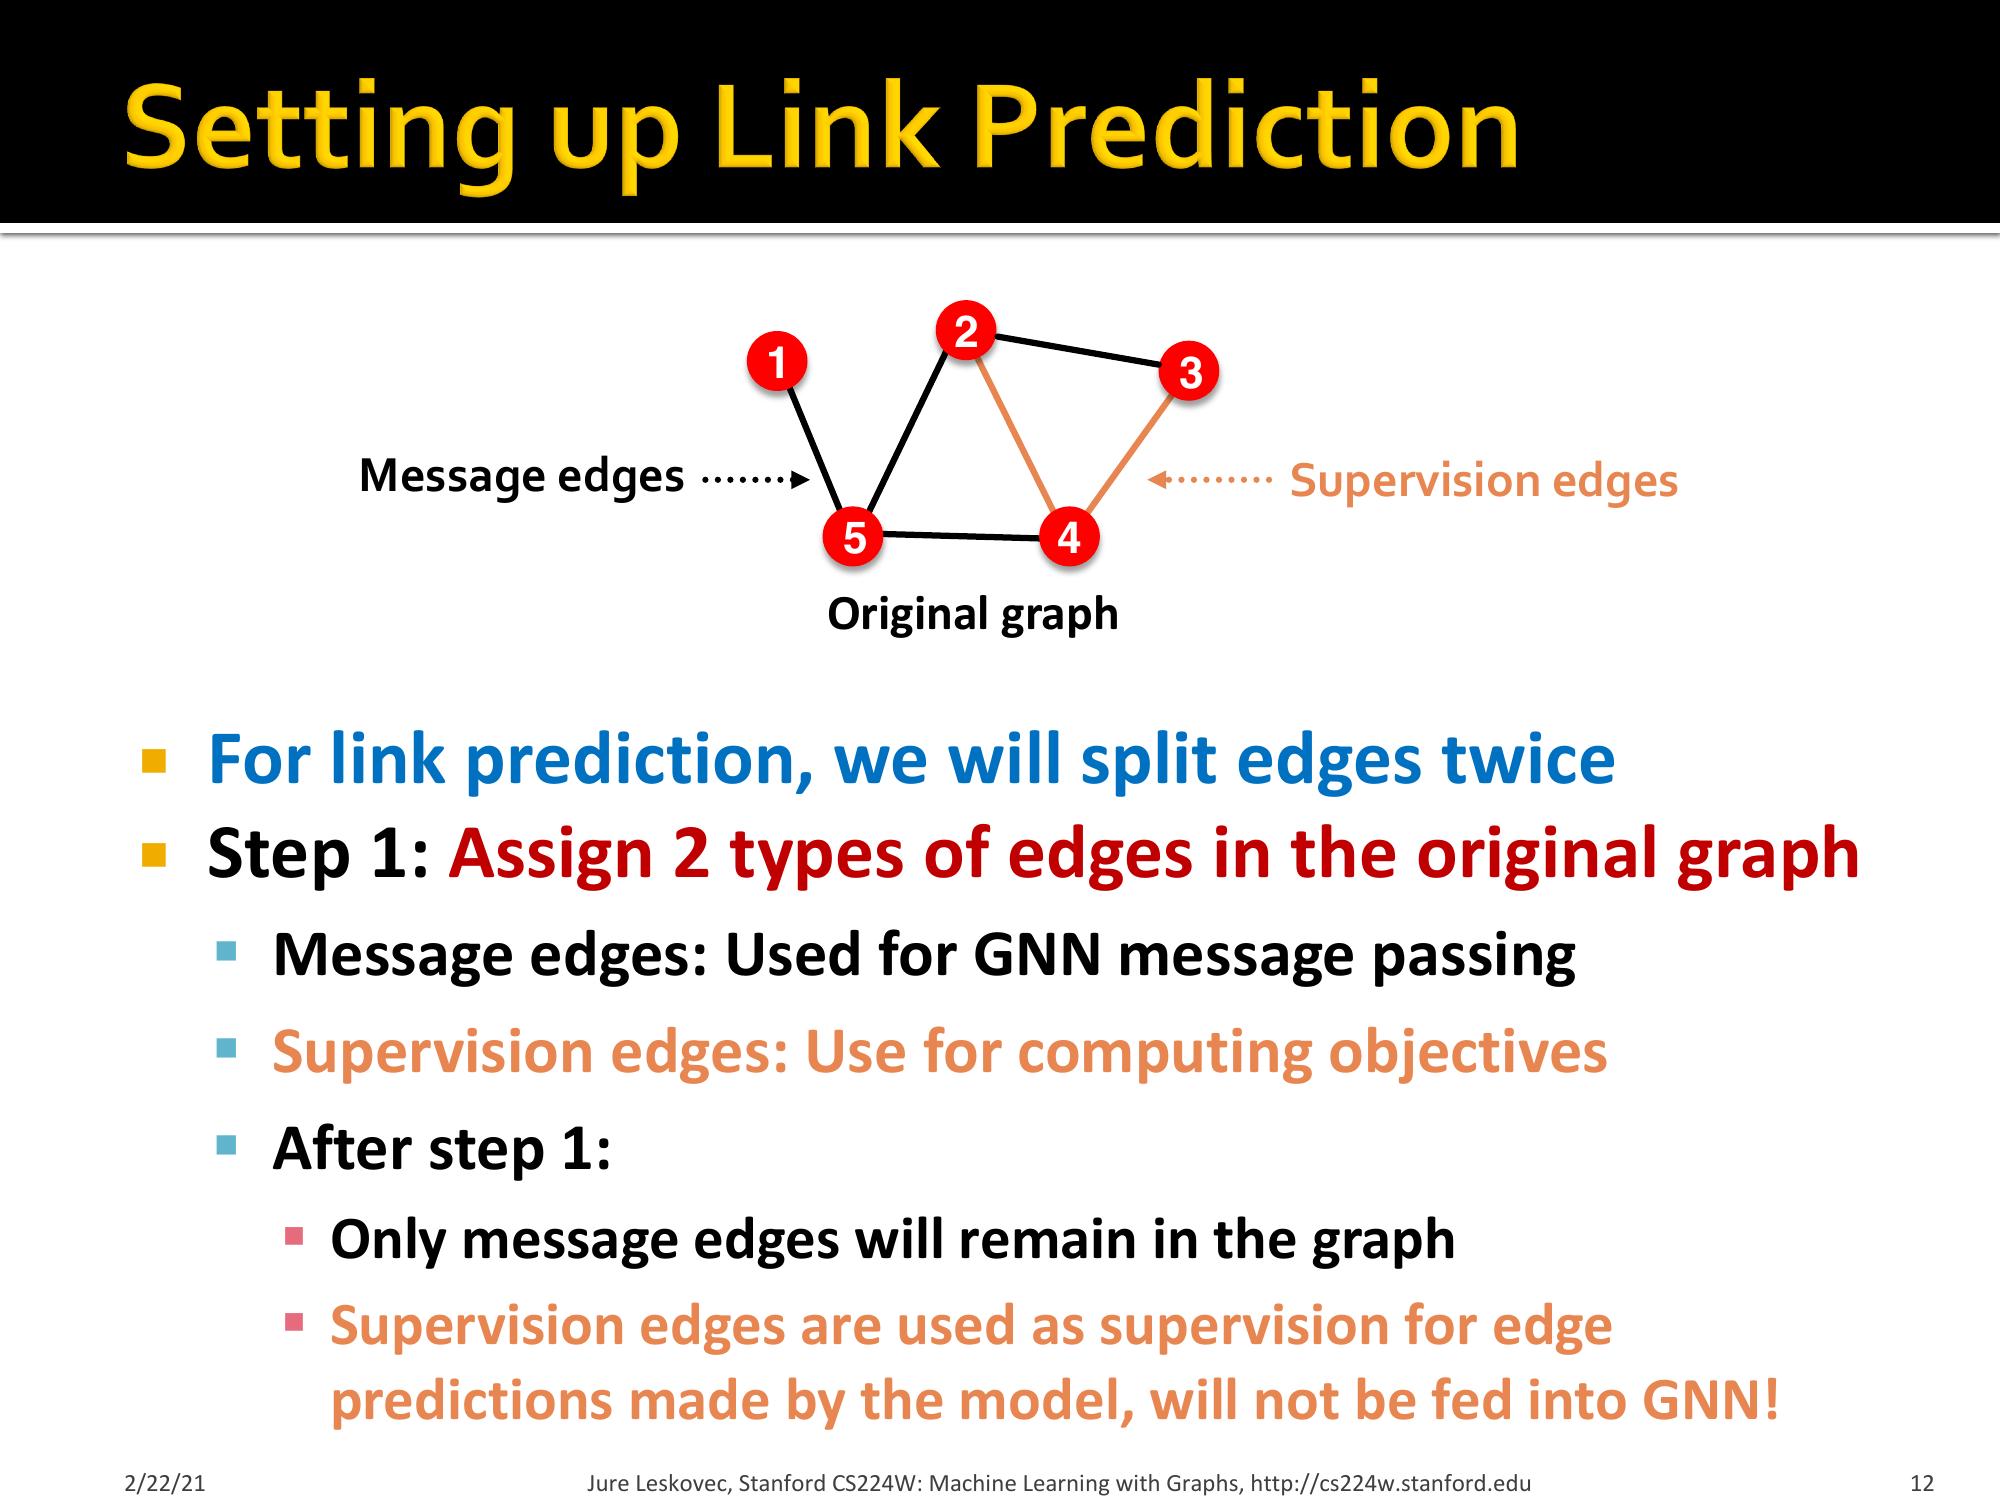 Setting up Link Prediction
1
2
3
Message edges
Supervision edges
5
4
Original graph
For link prediction, we will split edges twice
Step 1: Assign 2 types of edges in the original graph
Message edges: Used for GNN message passing
Supervision edges: Use for computing objectives
After step 1:
Only message edges will remain in the graph
Supervision edges are used as supervision for edge
predictions made by the model, will not be fed into GNN!
2/22/21
Jure Leskovec, Stanford CS224W: Machine Learning with Graphs, http://cs224w.stanford.edu
12